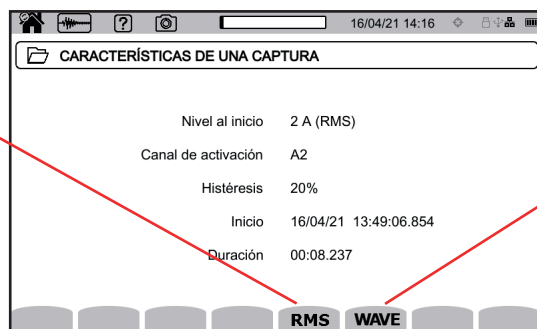 ? 16/04/21 14:16
CARACTERÍSTICAS DE UNA CAPTURA
Nivel al inicio 2 A (RMS)
Canal de activación A2
Histéresis 20%
Inicio 16/04/21 13:49:06.854
Duración 00:08.237
RMS WAVE